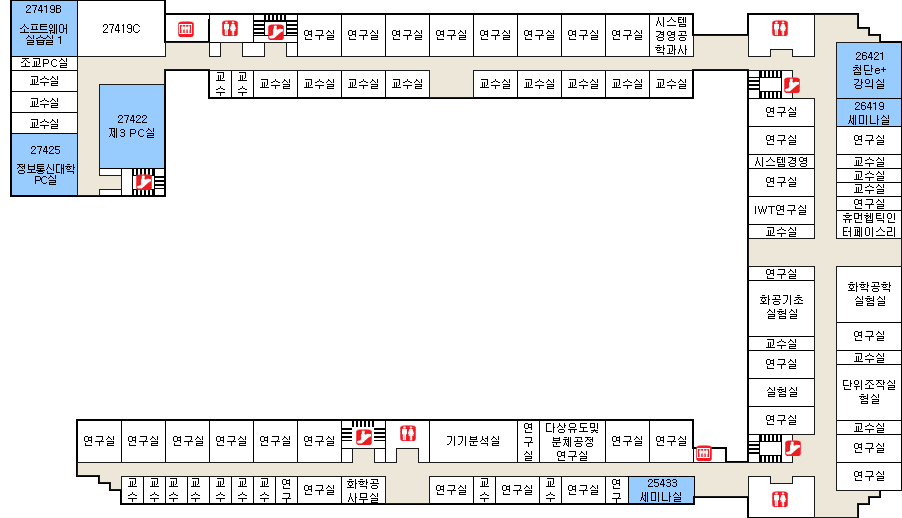 27419B
소프트웨어
실습실 1
27419C
조교PC실
교수실
교수실
교수실
27425
정보통신대학
PC실
27422
제3 PC실
연구실
연구실
연구실
연구실
연구실
연구실
연구실
연구실
시스템
경영공
학과사
교
수
교
수
교수실
교수실
교수실
교수실
교수실
교수실
교수실
교수실
교수실
26421
첨단e+
강의실
26419
세미나실
연구실
교수실
교수실
교수실
연구실
휴먼헵틱인
터페이스리
연구실
연구실
시스템경영
연구실
IWT연구실
교수실
연구실
화공기초
실험실
교수실
연구실
실험실
연구실
화학공학
실험실
연구실
교수실
단위조작실
험실
교수실
연구실
연구실
연구실
연구실
연구실
연구실
연구실
연구실
기기분석실
연
구
실
다상유도및
분체공정
연구실
연구실
연구실
교
수
교
수
교
수
교
수
교
수
교
수
교
수
연
구
연구실
화학공
사무실
연구실
교
수
연구실
교
수
연구실
연
구
25433
세미나실